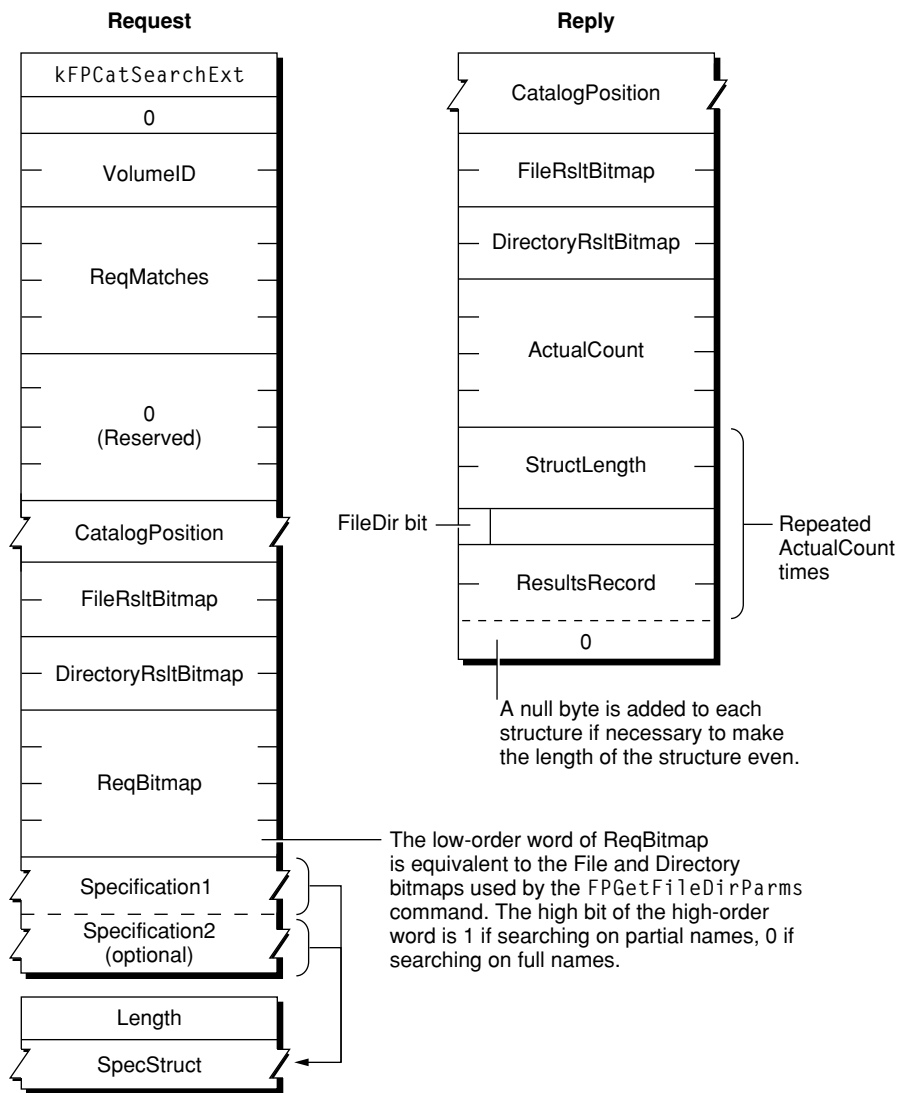 Request
kFPCatSearchExt
0
VolumeID
ReqMatches
0
(Reserved)
CatalogPosition
FileRsltBitmap
DirectoryRsltBitmap
ReqBitmap
Specification1
Specification2
(optional)
Length
SpecStruct
Reply
CatalogPosition
FileRsltBitmap
DirectoryRsltBitmap
ActualCount
StructLength
FileDir bit
ResultsRecord
0
Repeated
ActualCount
times
A null byte is added to each
structure if necessary to make
the length of the structure even.
The low-order word of ReqBitmap
is equivalent to the File and Directory
bitmaps used by the FPGetFileDirParms
command. The high bit of the high-order
word is 1 if searching on partial names, 0 if
searching on full names.